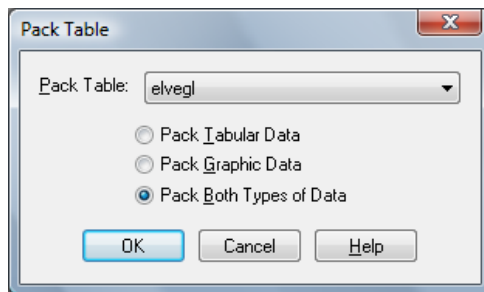 Pack Table
Pack Table: elvegl
Pack Tabular Data
Pack Graphic Data
Pack Both Types of Data
OK Cancel Help